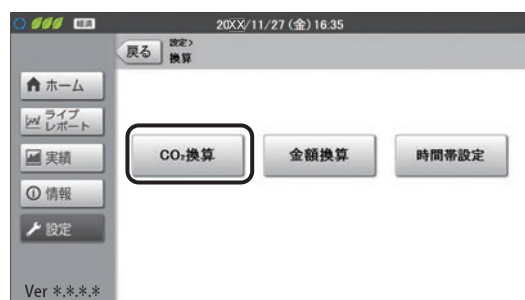 経済 20XX/11/27 (金) 16:35
戻る 設定>
換算
ホーム
ライブ
レポート
実績
情報
設定
CO₂換算 金額換算 時間帯設定
Ver *.*.*.*